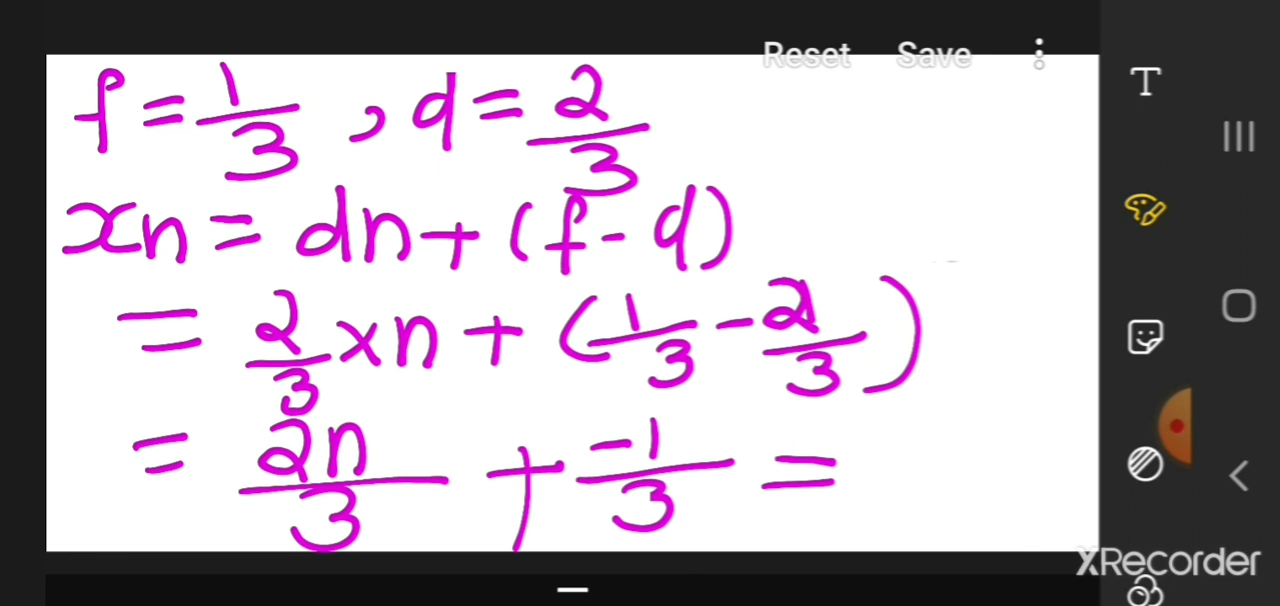 Reset Save
f = 1/3 , d = 2/3
xn = dn + (f - d)
= 2/3 × n + (1/3 - 2/3)
= 2n/3 + -1/3 =
T
XRecorder